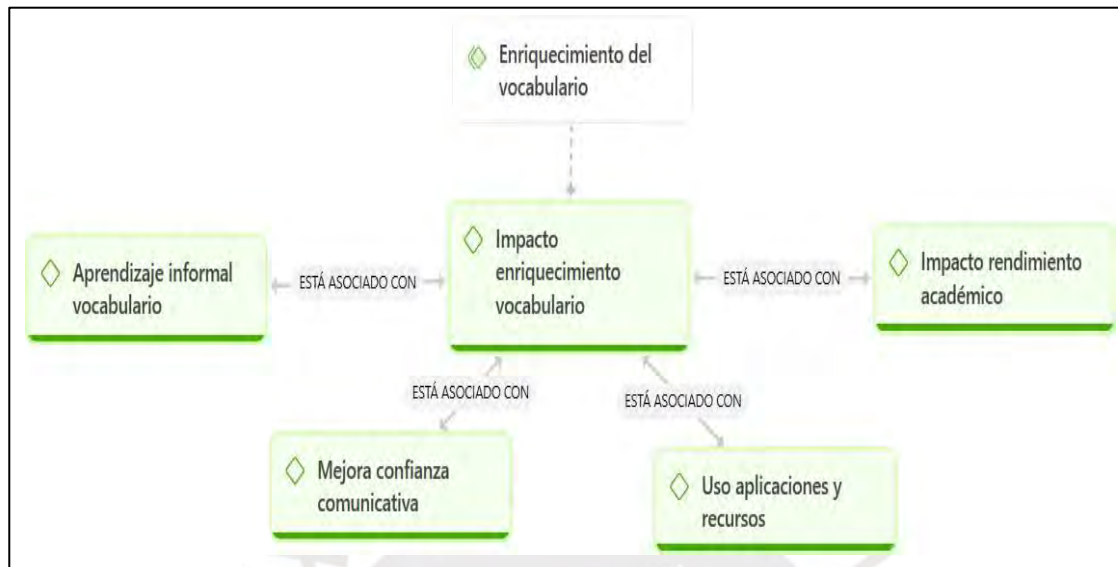 Enriquecimiento del
vocabulario
Impacto
enriquecimiento
vocabulario
Aprendizaje informal
vocabulario
ESTÁ ASOCIADO CON
ESTÁ ASOCIADO CON
Impacto rendimiento
académico
ESTÁ ASOCIADO CON
ESTÁ ASOCIADO CON
Mejora confianza
comunicativa
Uso aplicaciones y
recursos